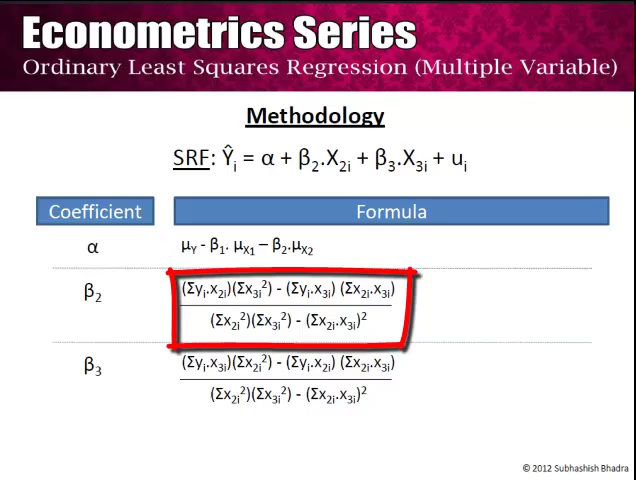 Econometrics Series
Ordinary Least Squares Regression (Multiple Variable)
Methodology
SRF: Ŷᵢ = α + β₂.X₂ᵢ + β₃.X₃ᵢ + uᵢ
Coefficient Formula
α μY - β₁. μX₁ – β₂.μX₂
β₂ (Σyᵢ.x₂ᵢ)(Σx₃ᵢ²) - (Σyᵢ.x₃ᵢ) (Σx₂ᵢ.x₃ᵢ)
(Σx₂ᵢ²)(Σx₃ᵢ²) - (Σx₂ᵢ.x₃ᵢ)²
β₃ (Σyᵢ.x₃ᵢ)(Σx₂ᵢ²) - (Σyᵢ.x₂ᵢ) (Σx₂ᵢ.x₃ᵢ)
(Σx₂ᵢ²)(Σx₃ᵢ²) - (Σx₂ᵢ.x₃ᵢ)²
© 2012 Subhashish Bhadra